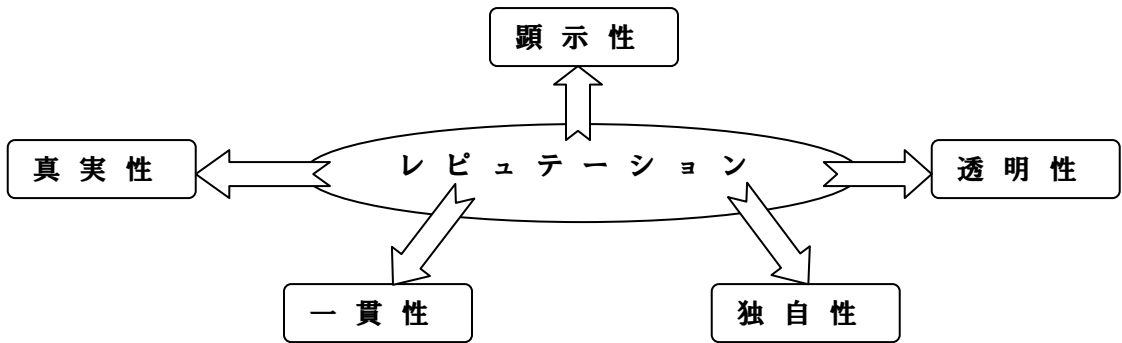 顕示性
真実性
レピュテーション
透明性
一貫性
独自性